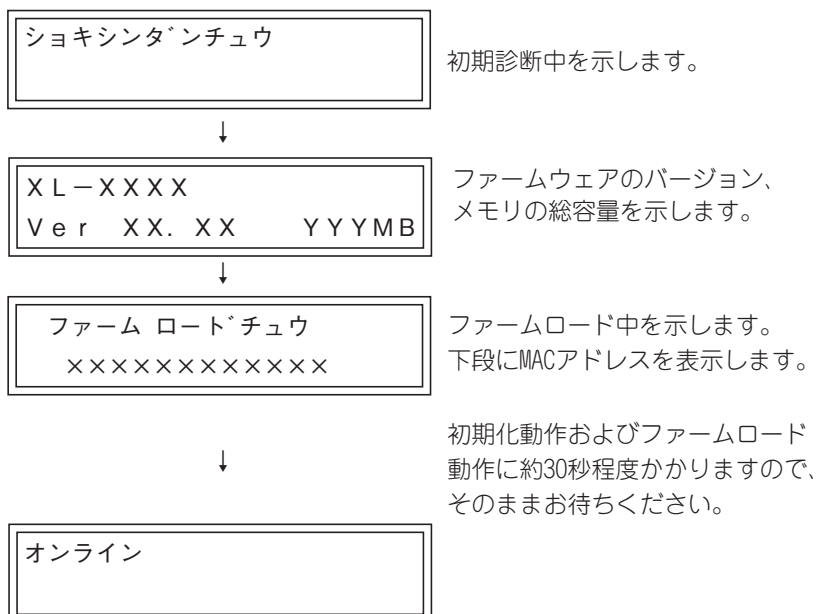 ショキシンダンチュウ
初期診断中を示します。
↓
XL－XXXX
Ver XX. XX YYYMB
ファームウェアのバージョン、
メモリの総容量を示します。
↓
ファーム ロードチュウ
××××××××××××
ファームロード中を示します。
下段にMACアドレスを表示します。
↓
初期化動作およびファームロード
動作に約30秒程度かかりますので、
そのままお待ちください。
オンライン